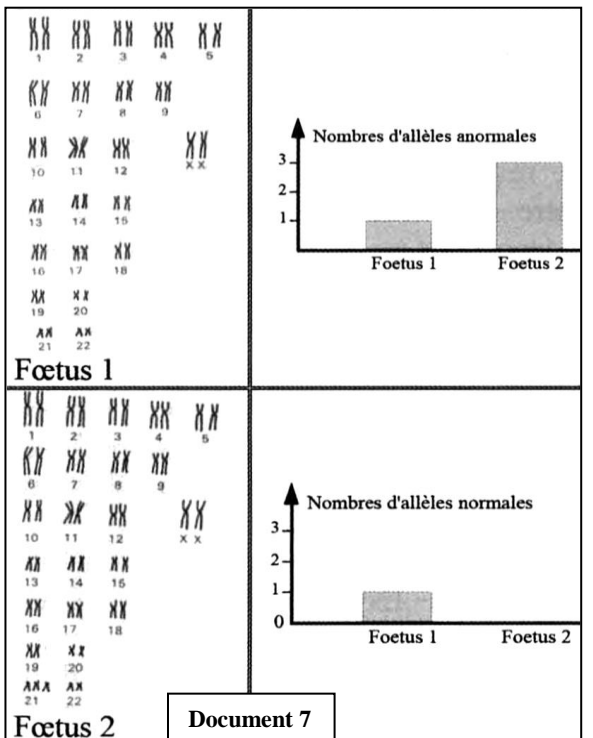 1 2 3 4 5
6 7 8 9
10 11 12 X X
13 14 15
16 17 18
19 20
21 22
Fœtus 1
Nombres d'allèles anormales
3
2
1
Foetus 1 Foetus 2
1 2 3 4 5
6 7 8 9
10 11 12 X X
13 14 15
16 17 18
19 20
21 22
Fœtus 2
Nombres d'allèles normales
3
2
1
0
Foetus 1 Foetus 2
Document 7